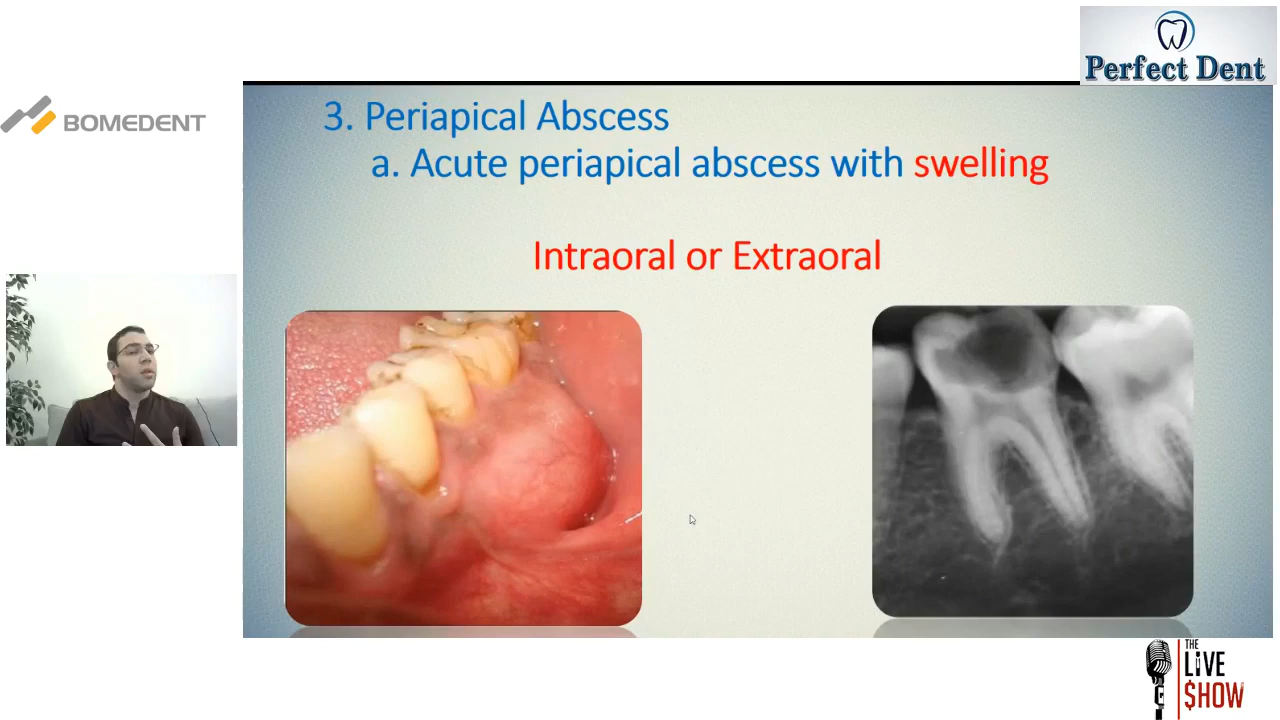 Perfect Dent
BOMEDENT
3. Periapical Abscess
a. Acute periapical abscess with swelling
Intraoral or Extraoral
THE
LiVE
$HOW